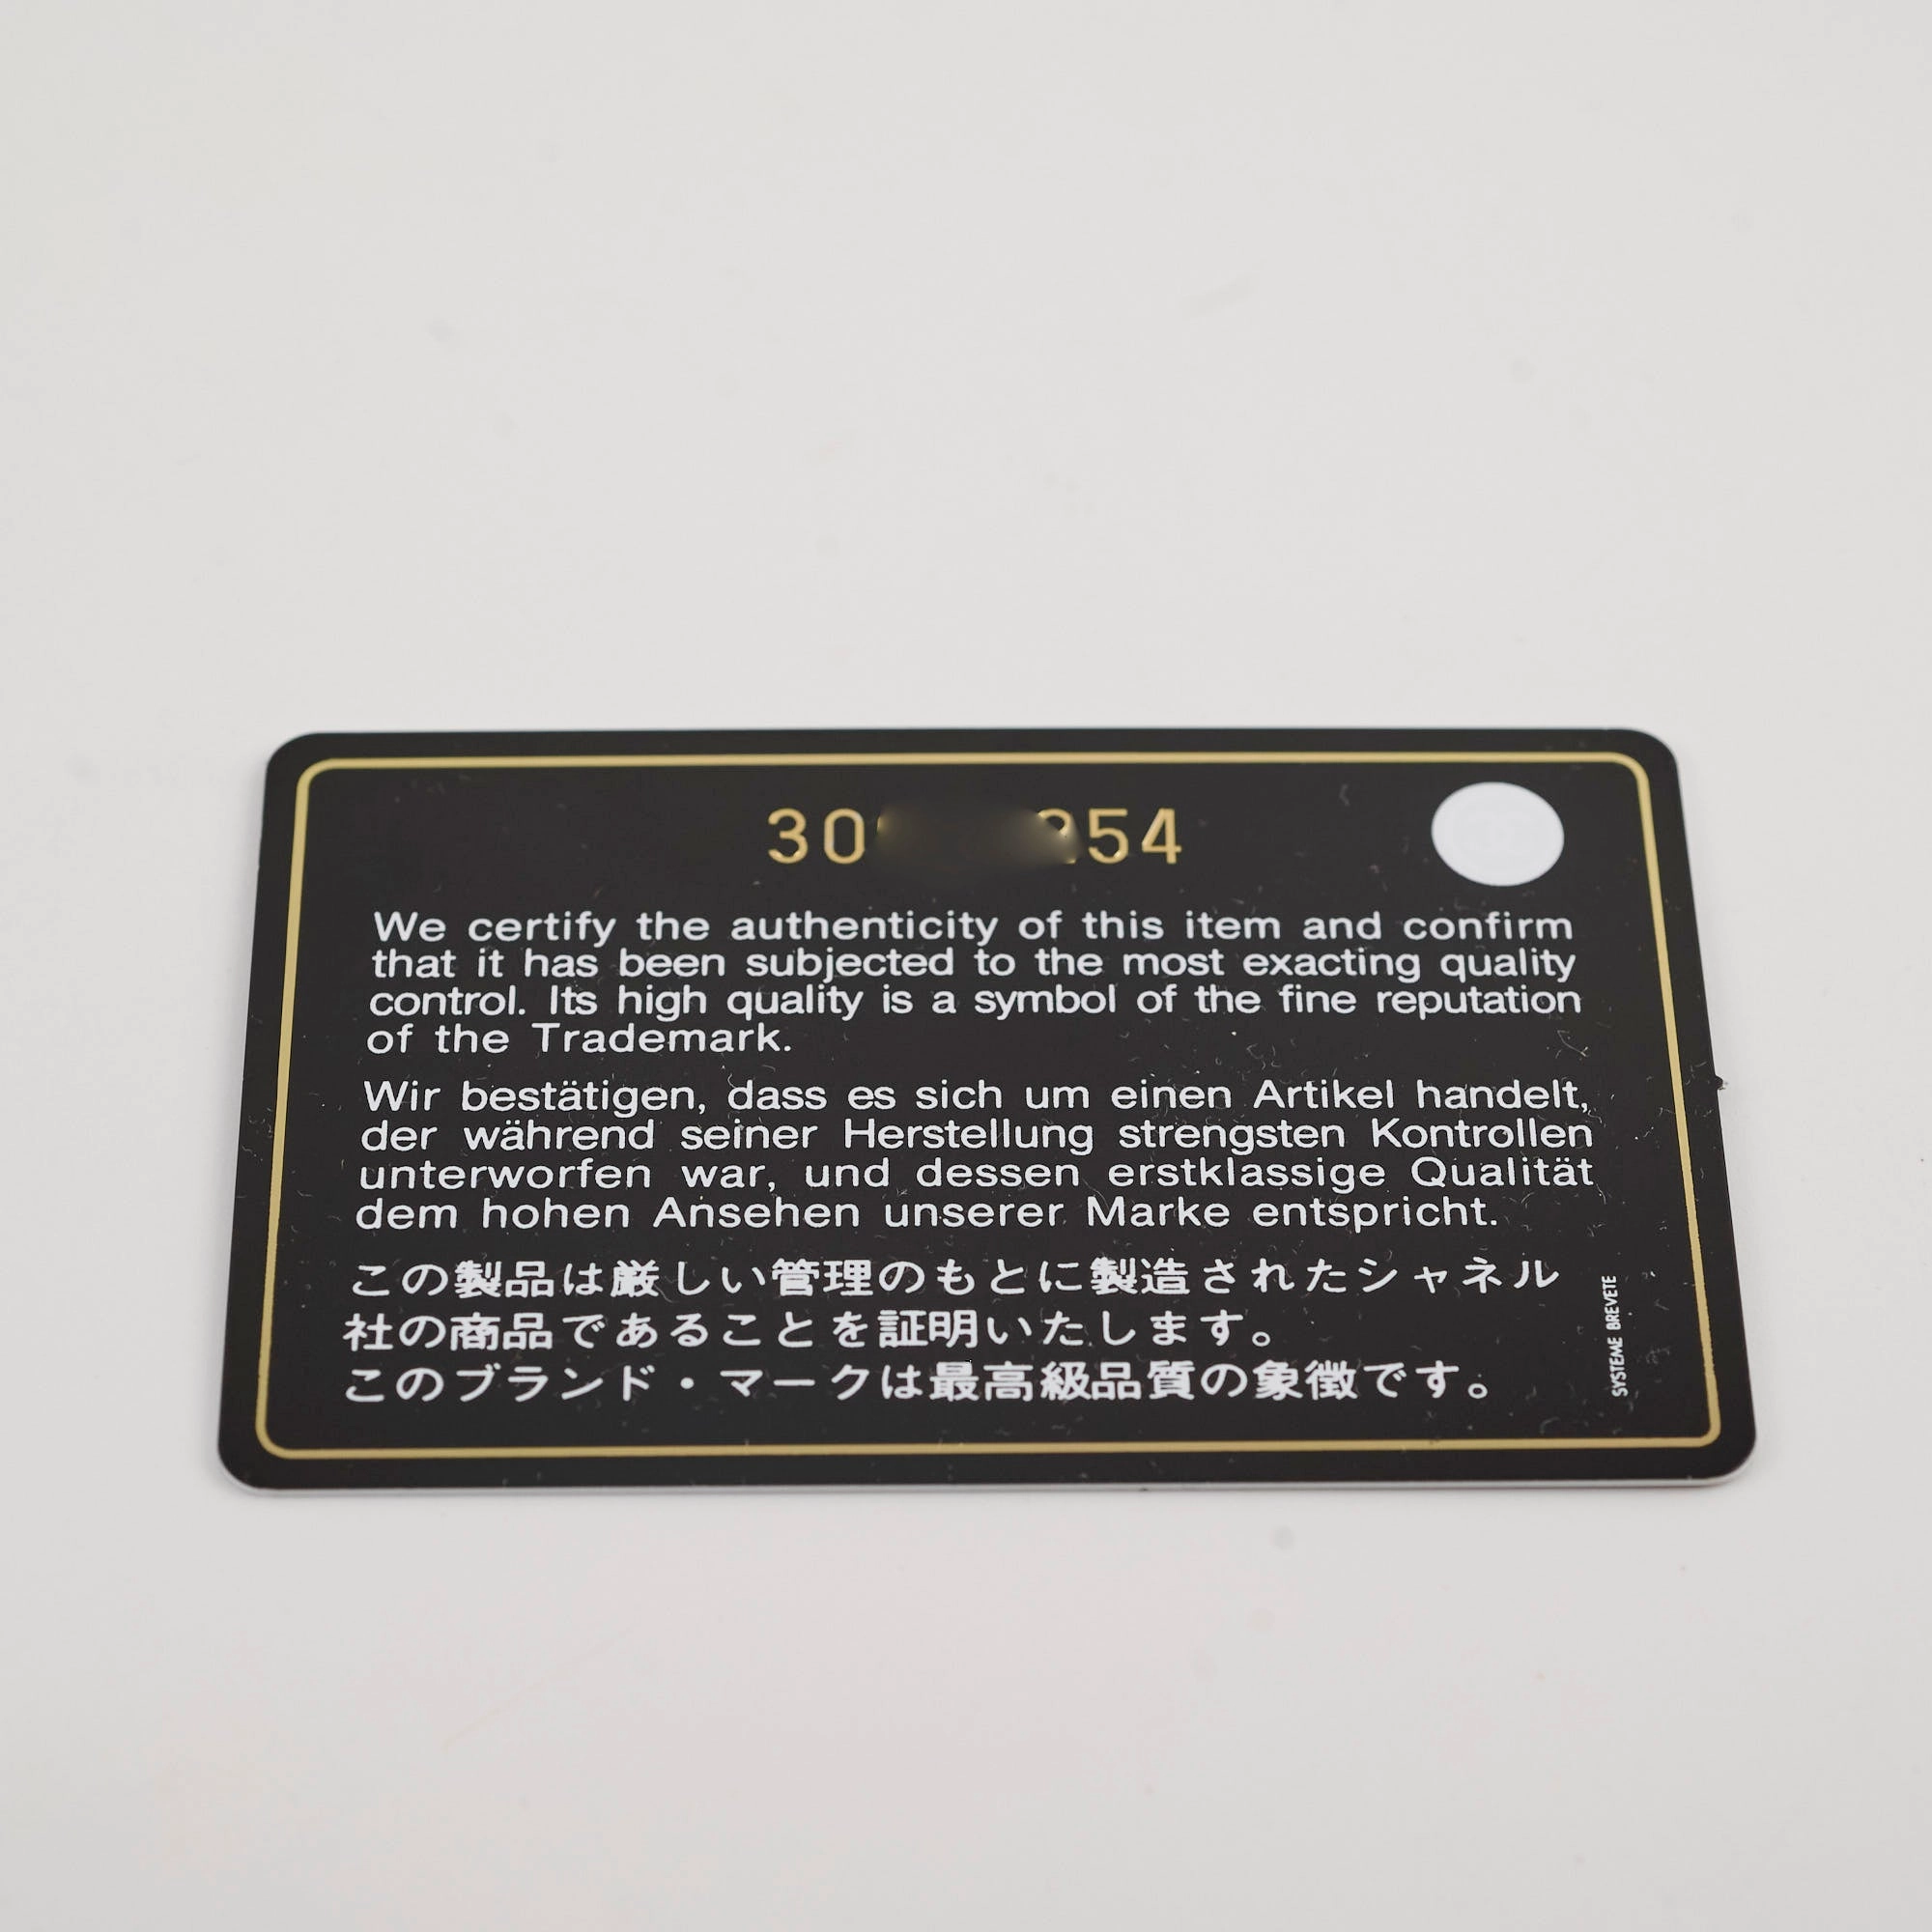 30 254
We certify the authenticity of this item and confirm
that it has been subjected to the most exacting quality
control. Its high quality is a symbol of the fine reputation
of the Trademark.
Wir bestätigen, dass es sich um einen Artikel handelt,
der während seiner Herstellung strengsten Kontrollen
unterworfen war, und dessen erstklassige Qualität
dem hohen Ansehen unserer Marke entspricht.
この製品は厳しい管理のもとに製造されたシャネル
社の商品であることを証明いたします。
このブランド・マークは最高級品質の象徴です。
SYSTEME BREVETE